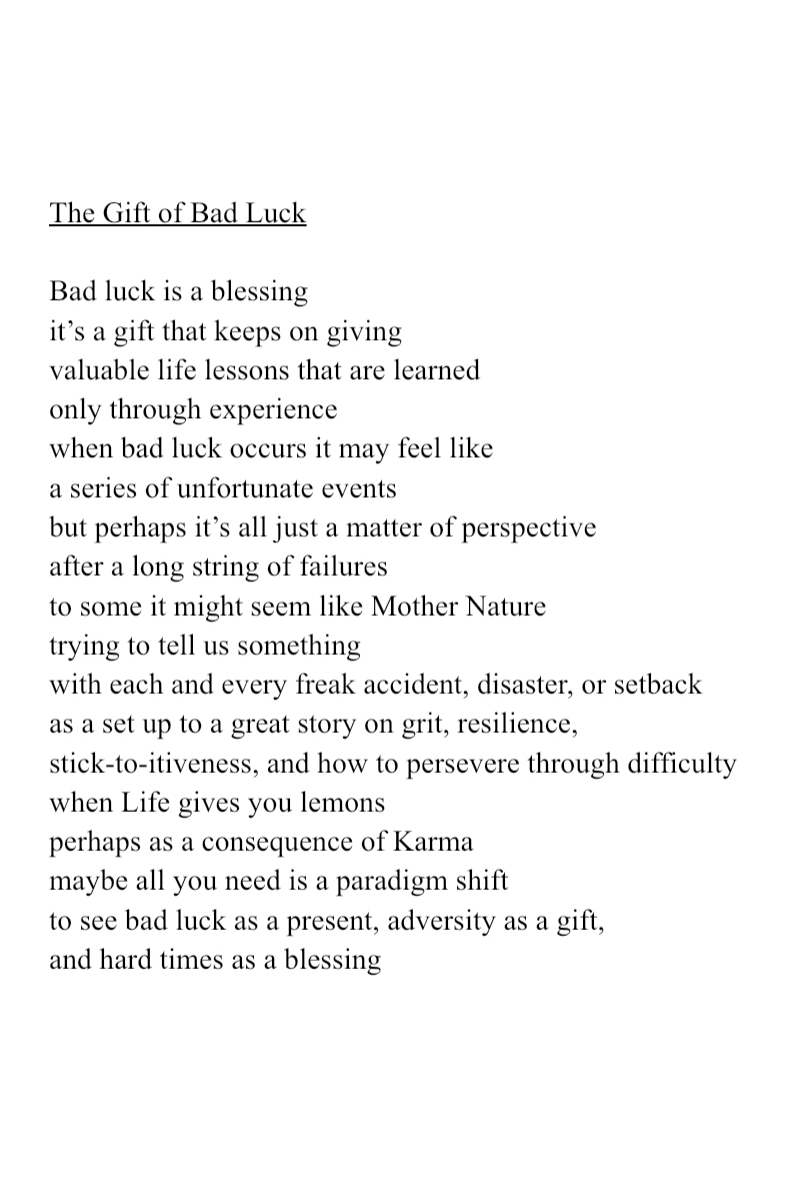 The Gift of Bad Luck
Bad luck is a blessing
it’s a gift that keeps on giving
valuable life lessons that are learned
only through experience
when bad luck occurs it may feel like
a series of unfortunate events
but perhaps it’s all just a matter of perspective
after a long string of failures
to some it might seem like Mother Nature
trying to tell us something
with each and every freak accident, disaster, or setback
as a set up to a great story on grit, resilience,
stick-to-itiveness, and how to persevere through difficulty
when Life gives you lemons
perhaps as a consequence of Karma
maybe all you need is a paradigm shift
to see bad luck as a present, adversity as a gift,
and hard times as a blessing